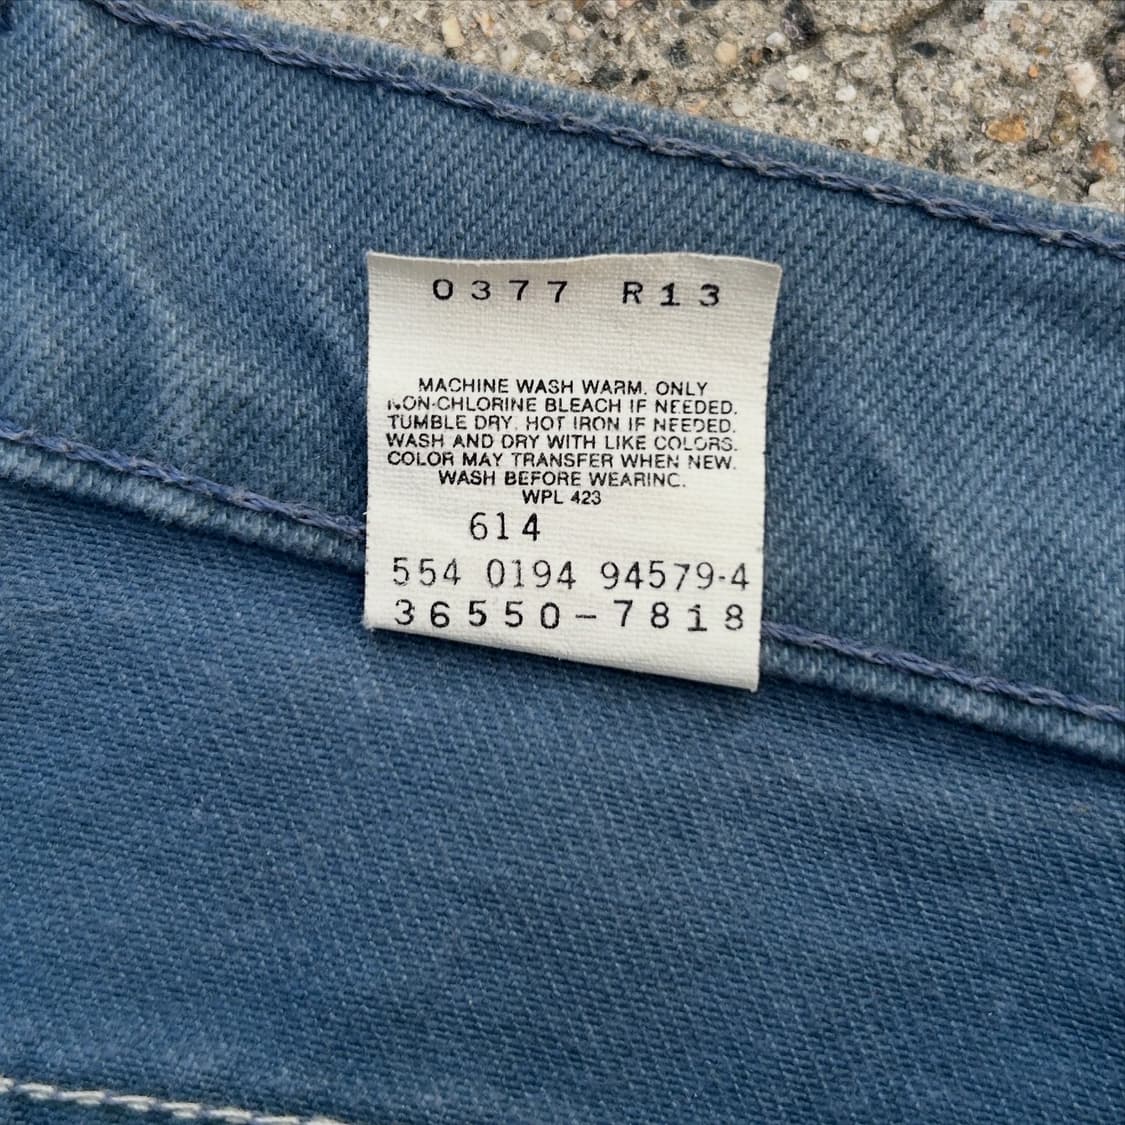 0377 R13
MACHINE WASH WARM. ONLY
NON-CHLORINE BLEACH IF NEEDED.
TUMBLE DRY. HOT IRON IF NEEDED.
WASH AND DRY WITH LIKE COLORS.
COLOR MAY TRANSFER WHEN NEW.
WASH BEFORE WEARINC.
WPL 423
614
554 0194 94579-4
36550-7818